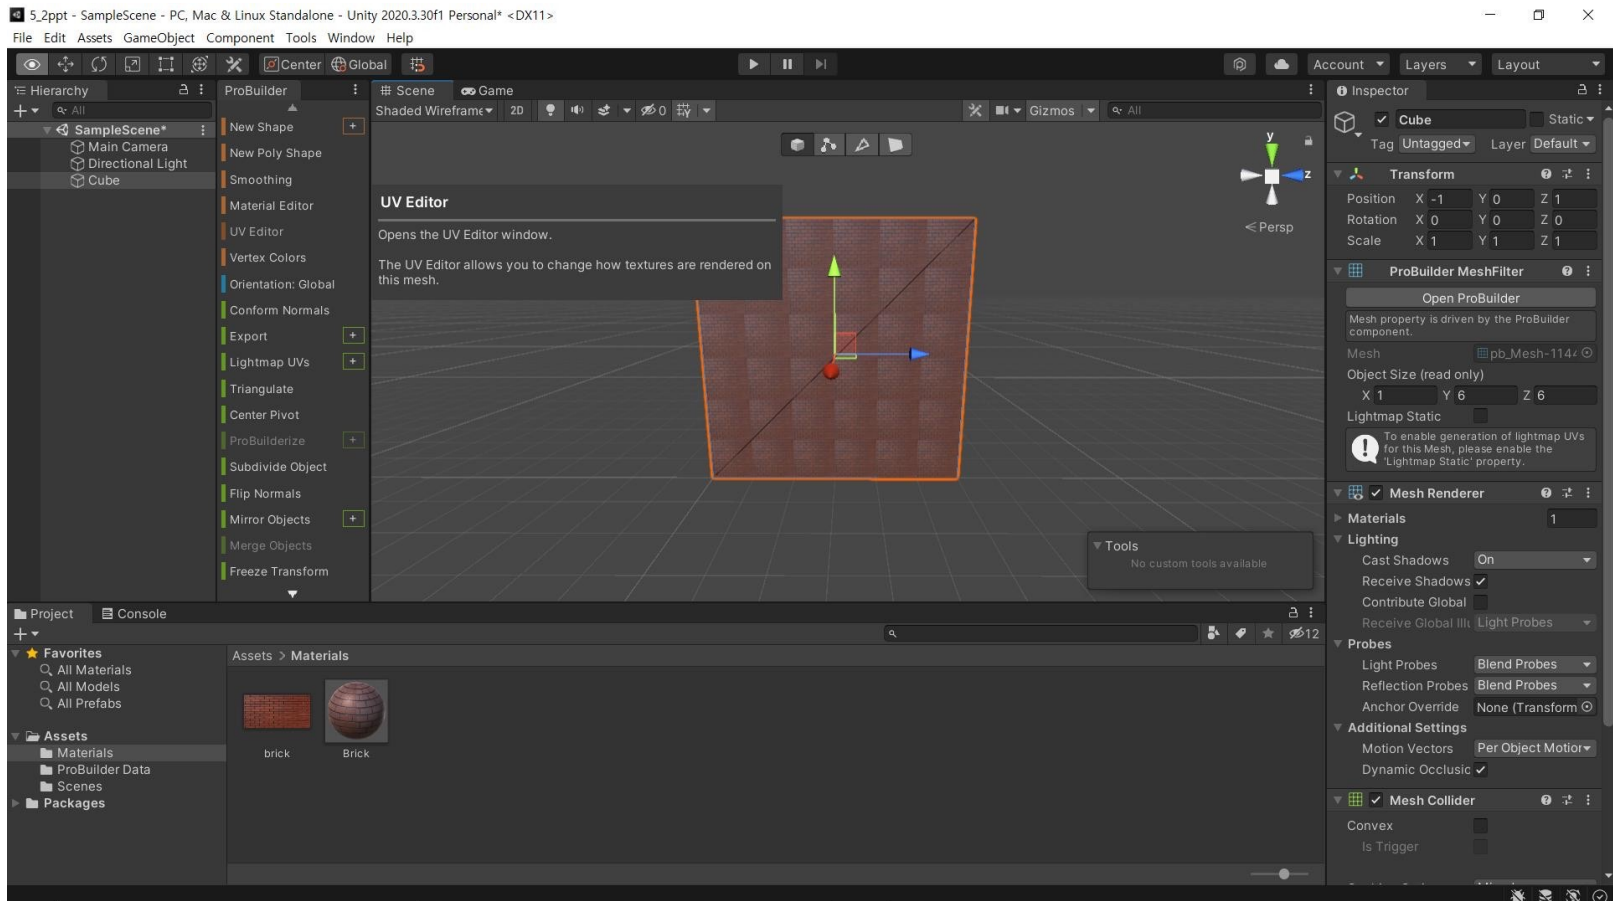 5_2ppt - SampleScene - PC, Mac & Linux Standalone - Unity 2020.3.30f1 Personal* <DX11>
File Edit Assets GameObject Component Tools Window Help
Center Global Account Layers Layout
Hierarchy
All
SampleScene*
Main Camera
Directional Light
Cube
ProBuilder
New Shape
New Poly Shape
Smoothing
Material Editor
UV Editor
Vertex Colors
Orientation: Global
Conform Normals
Export
Lightmap UVs
Triangulate
Center Pivot
ProBuilderize
Subdivide Object
Flip Normals
Mirror Objects
Merge Objects
Freeze Transform
Scene Game
Shaded Wireframe 2D 0 Gizmos All
UV Editor
Opens the UV Editor window.
The UV Editor allows you to change how textures are rendered on
this mesh.
y
z
Persp
Tools
No custom tools available
Inspector
Cube Static
Tag Untagged Layer Default
Transform
Position X -1 Y 0 Z 1
Rotation X 0 Y 0 Z 0
Scale X 1 Y 1 Z 1
ProBuilder MeshFilter
Open ProBuilder
Mesh property is driven by the ProBuilder
component.
Mesh pb_Mesh-114
Object Size (read only)
X 1 Y 6 Z 6
Lightmap Static
To enable generation of lightmap UVs
for this Mesh, please enable the
'Lightmap Static' property.
Mesh Renderer
Materials 1
Lighting
Cast Shadows On
Receive Shadows
Contribute Global
Receive Global Illu Light Probes
Probes
Light Probes Blend Probes
Reflection Probes Blend Probes
Anchor Override None (Transform
Additional Settings
Motion Vectors Per Object Motion
Dynamic Occlusic
Mesh Collider
Convex
Is Trigger
Project Console
12
Favorites
All Materials
All Models
All Prefabs
Assets
Materials
ProBuilder Data
Scenes
Packages
Assets > Materials
brick Brick